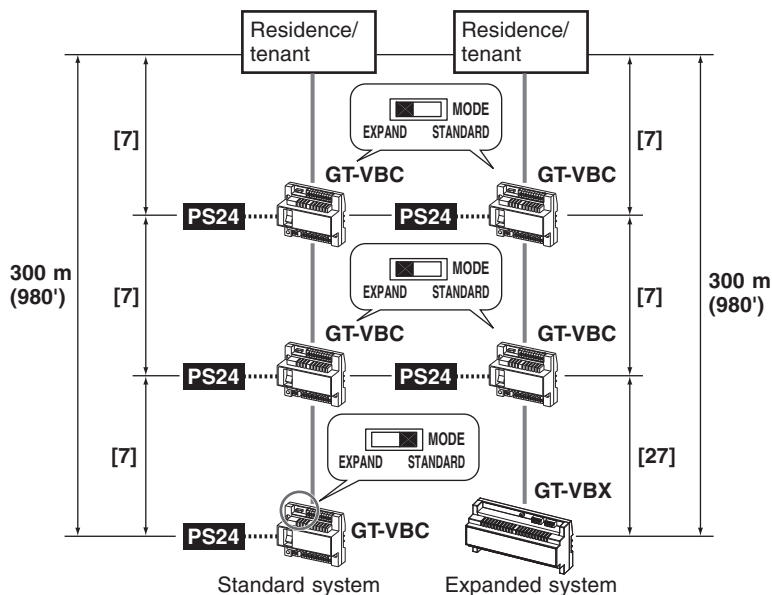 Residence/
tenant
Residence/
tenant
MODE
EXPAND STANDARD
[7]
[7]
GT-VBC
GT-VBC
PS24
PS24
300 m
(980')
MODE
EXPAND STANDARD
300 m
(980')
[7]
[7]
GT-VBC
GT-VBC
PS24
PS24
MODE
EXPAND STANDARD
[7]
[27]
GT-VBX
PS24
GT-VBC
Standard system
Expanded system